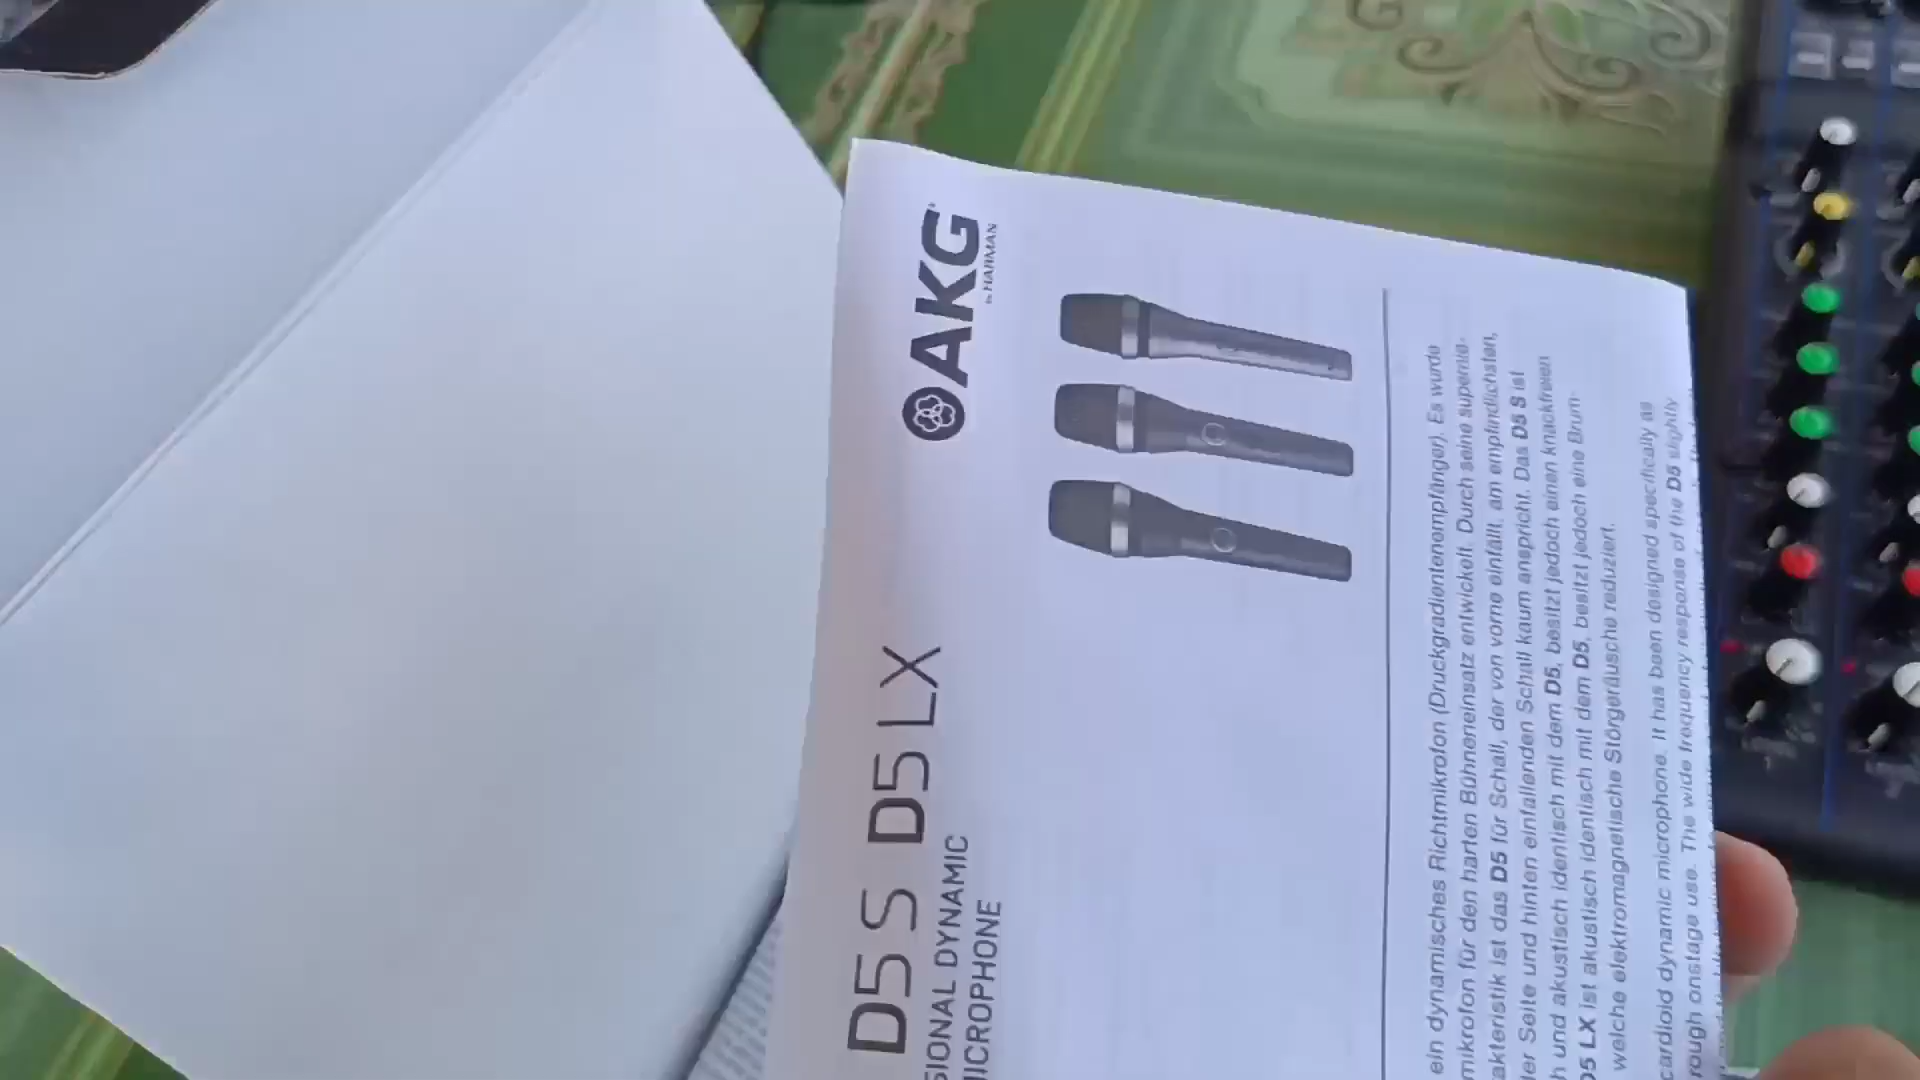 AKG
by HARMAN
D5 S D5 LX
SIONAL DYNAMIC
MICROPHONE
ein dynamisches Richtmikrofon (Druckgradientenempfänger). Es wurde
mikrofon für den harten Bühneneinsatz entwickelt. Durch seine superni-
akteristik ist das D5 für Schall, der von vorne einfällt, am empfindlichsten,
der Seite und hinten einfallenden Schall kaum anspricht. Das D5 S ist
h und akustisch identisch mit dem D5, besitzt jedoch einen knackfreien
D5 LX ist akustisch identisch mit dem D5, besitzt jedoch eine Brum-
welche elektromagnetische Störgeräusche reduziert.
cardioid dynamic microphone. It has been designed specifically as
rough onstage use. The wide frequency response of the D5 slightly